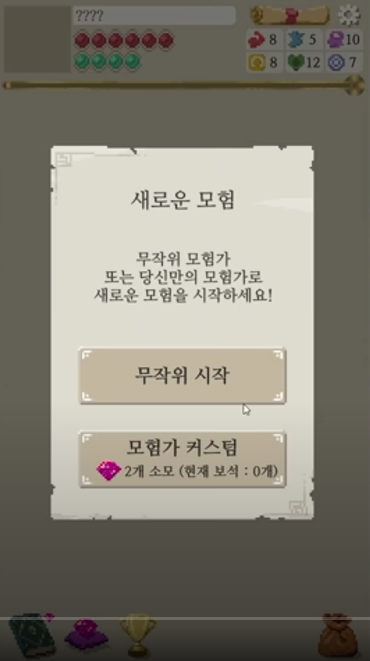 ????
8 5 10
8 12 7
새로운 모험
무작위 모험가
또는 당신만의 모험가로
새로운 모험을 시작하세요!
무작위 시작
모험가 커스텀
2개 소모 (현재 보석 : 0개)